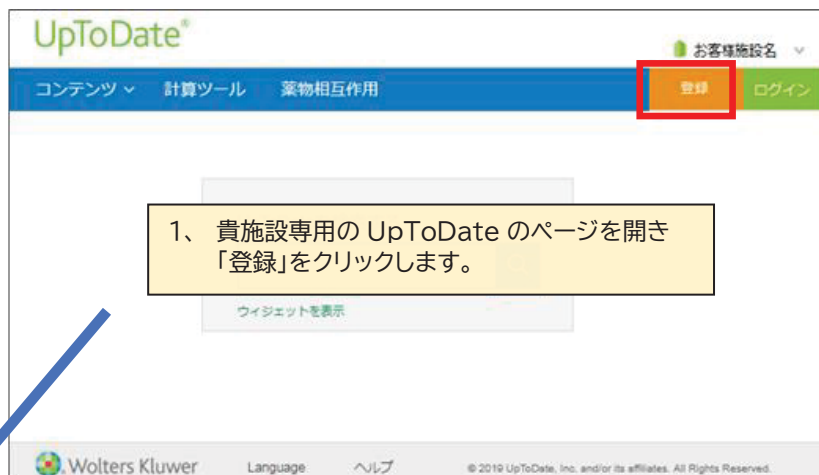 UpToDate®
お客様施設名
コンテンツ 計算ツール 薬物相互作用 登録 ログイン
1、 貴施設専用の UpToDate のページを開き
「登録」をクリックします。
ウィジェットを表示
Wolters Kluwer Language ヘルプ © 2019 UpToDate, Inc. and/or its affiliates. All Rights Reserved.